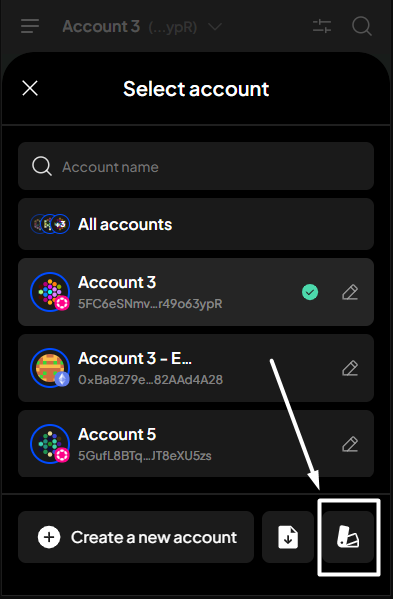 Account 3 (...ypR)
Select account
Account name
+3
All accounts
Account 3
5FC6eSNmv...r49o63ypR
Account 3 - E...
0xBa8279e...82AAd4A28
Account 5
5GufL8BTq...JT8eXU5zs
Create a new account